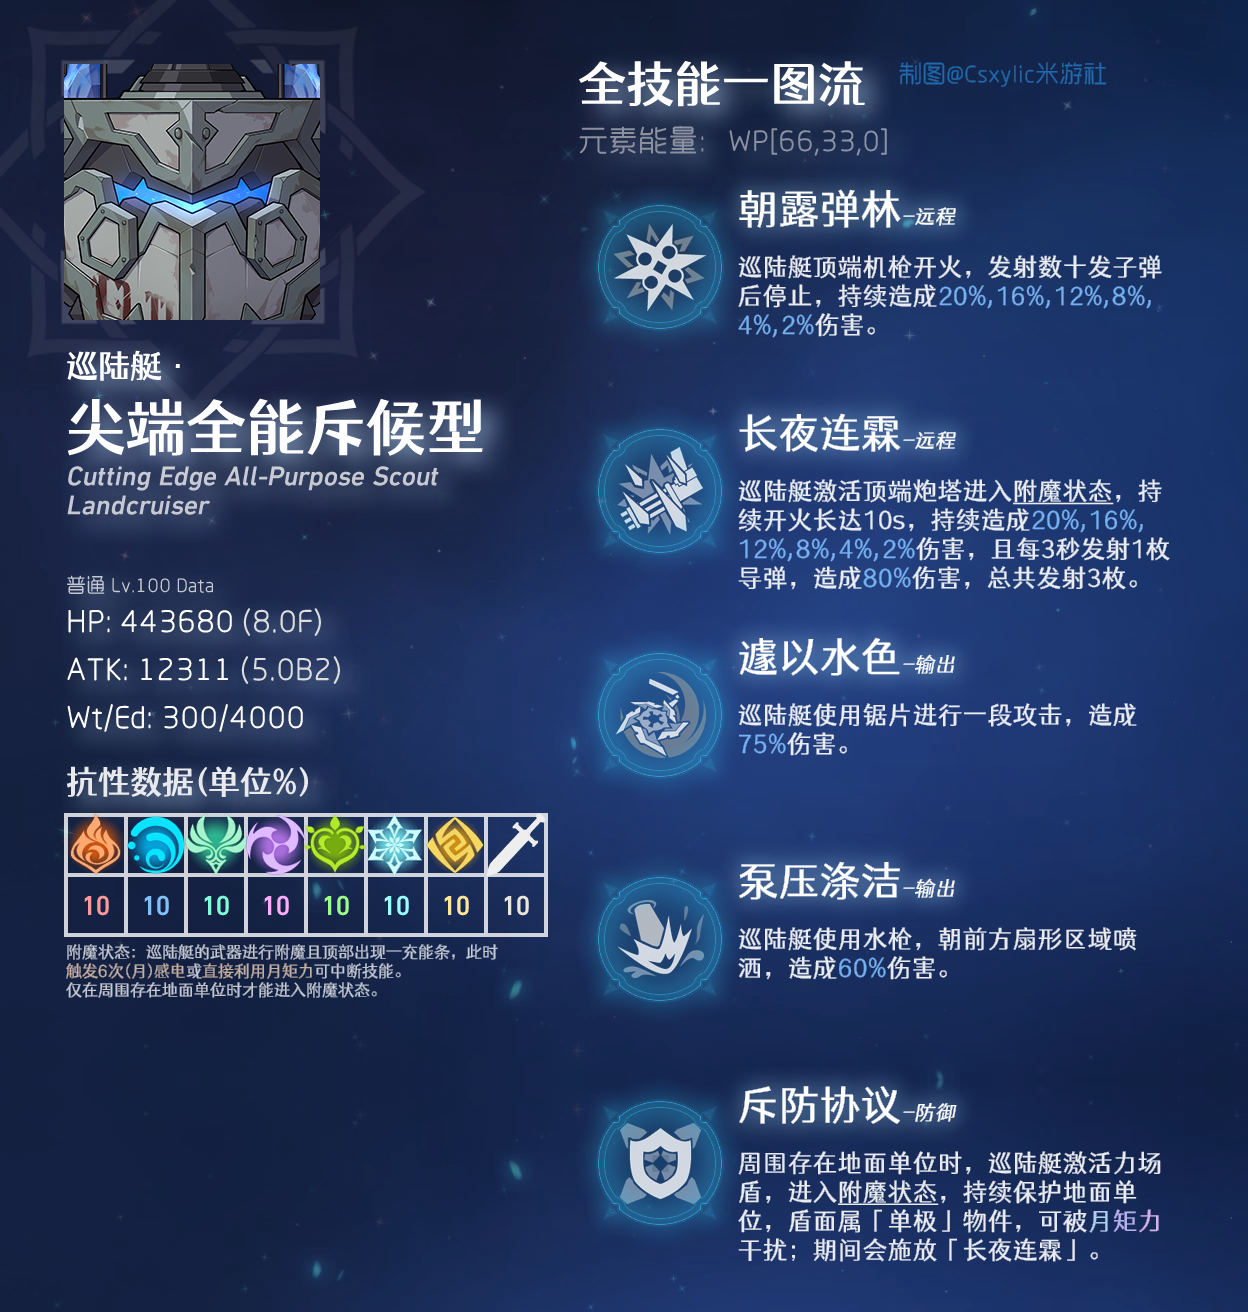 全技能一图流
制图@Csxylic米游社
元素能量： WP[66,33,0]
巡陆艇·
尖端全能斥候型
Cutting Edge All-Purpose Scout
Landcruiser
普通 Lv.100 Data
HP: 443680 (8.0F)
ATK: 12311 (5.0B2)
Wt/Ed: 300/4000
抗性数据(单位%)
10 10 10 10 10 10 10 10
附魔状态：巡陆艇的武器进行附魔且顶部出现一充能条，此时
触发6次(月)感电或直接利用月矩力可中断技能。
仅在周围存在地面单位时才能进入附魔状态。
朝露弹林-远程
巡陆艇顶端机枪开火，发射数十发子弹
后停止，持续造成20%,16%,12%,8%,
4%,2%伤害。
长夜连霖-远程
巡陆艇激活顶端炮塔进入附魔状态，持
续开火长达10s，持续造成20%,16%,
12%,8%,4%,2%伤害，且每3秒发射1枚
导弹，造成80%伤害，总共发射3枚。
遽以水色-输出
巡陆艇使用锯片进行一段攻击，造成
75%伤害。
泵压涤洁-输出
巡陆艇使用水枪，朝前方扇形区域喷
洒，造成60%伤害。
斥防协议-防御
周围存在地面单位时，巡陆艇激活力场
盾，进入附魔状态，持续保护地面单
位，盾面属「单极」物件，可被月矩力
干扰；期间会施放「长夜连霖」。